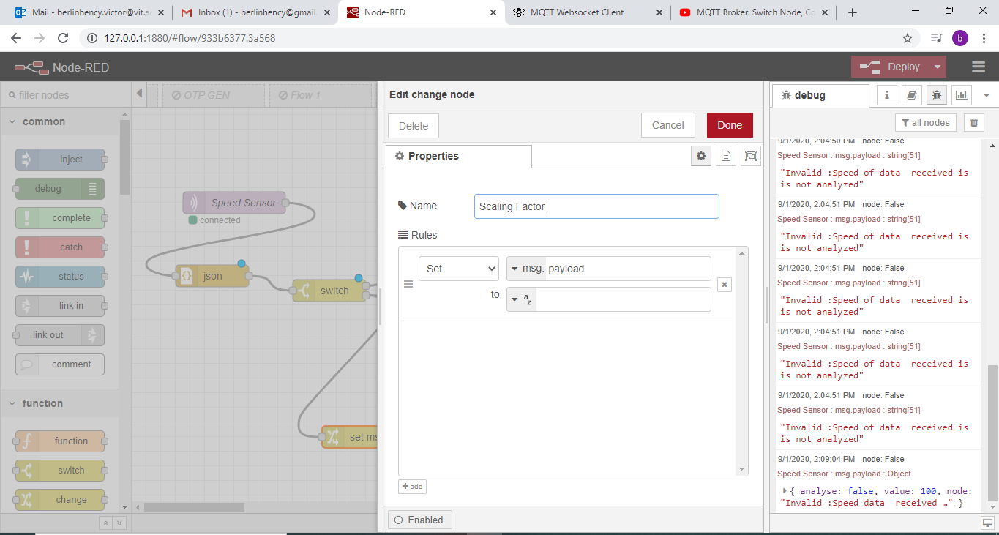 Mail - berlinhency.victor@vit.a
Inbox (1) - berlinhency@gmail.
Node-RED
MQTT Websocket Client
MQTT Broker: Switch Node, Co
127.0.0.1:1880/#flow/933b6377.3a568
b
Node-RED
Deploy
filter nodes
OTP GEN
Flow 1
common
inject
debug
complete
catch
status
link in
link out
comment
function
function
switch
change
Speed Sensor
connected
json
switch
set ms
Edit change node
Delete
Cancel
Done
Properties
Name
Scaling Factor
Rules
Set
msg. payload
to
az
add
Enabled
debug
i
all nodes
9/1/2020, 2:04:50 PM node: False
Speed Sensor : msg.payload : string[51]
"Invalid :Speed of data received is
is not analyzed"
9/1/2020, 2:04:51 PM node: False
Speed Sensor : msg.payload : string[51]
"Invalid :Speed of data received is
is not analyzed"
9/1/2020, 2:04:51 PM node: False
Speed Sensor : msg.payload : string[51]
"Invalid :Speed of data received is
is not analyzed"
9/1/2020, 2:04:51 PM node: False
Speed Sensor : msg.payload : string[51]
"Invalid :Speed of data received is
is not analyzed"
9/1/2020, 2:04:51 PM node: False
Speed Sensor : msg.payload : string[51]
"Invalid :Speed of data received is
is not analyzed"
9/1/2020, 2:09:04 PM node: False
Speed Sensor : msg.payload : Object
{ analyse: false, value: 100, node:
"Invalid :Speed data received …" }